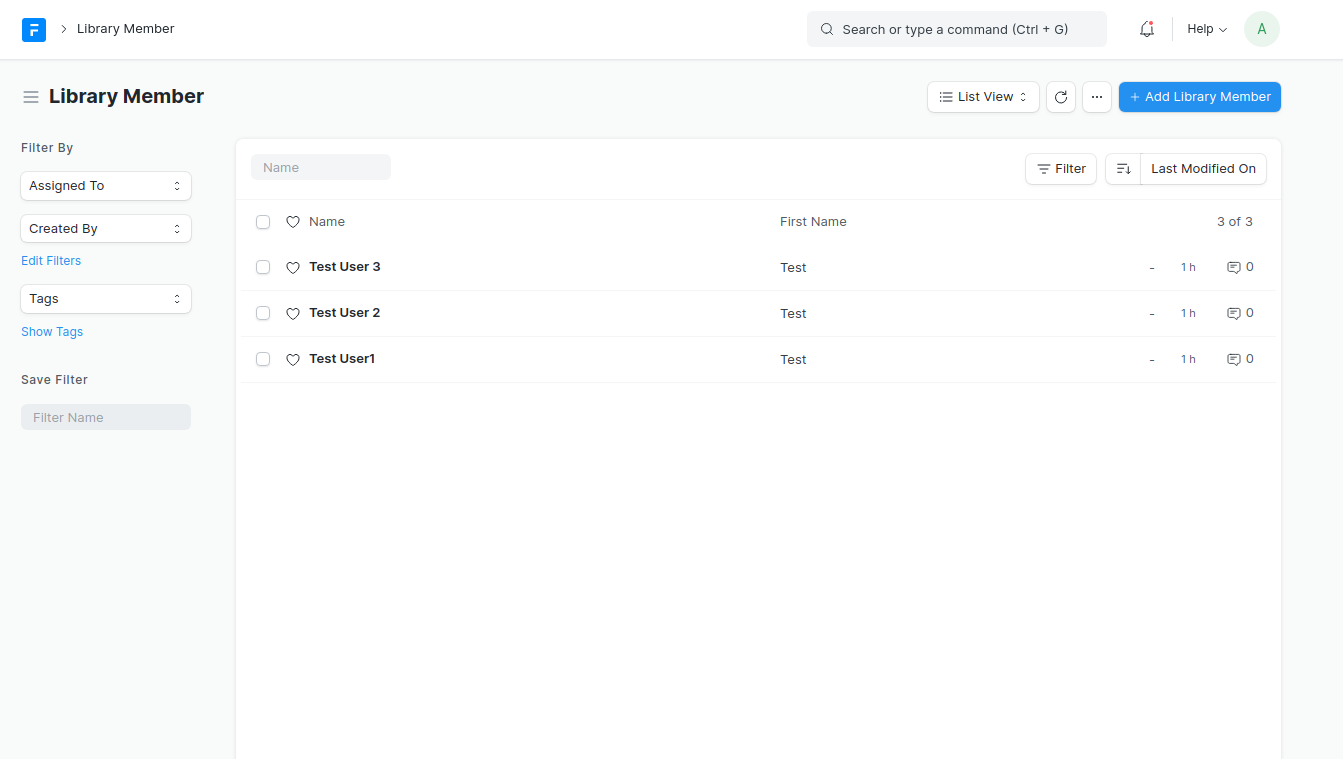 Library Member
Search or type a command (Ctrl + G)
Help
A
Library Member
List View
+ Add Library Member
Filter By
Assigned To
Created By
Edit Filters
Tags
Show Tags
Save Filter
Filter Name
Name
Filter
Last Modified On
Name First Name 3 of 3
Test User 3 Test - 1 h 0
Test User 2 Test - 1 h 0
Test User1 Test - 1 h 0